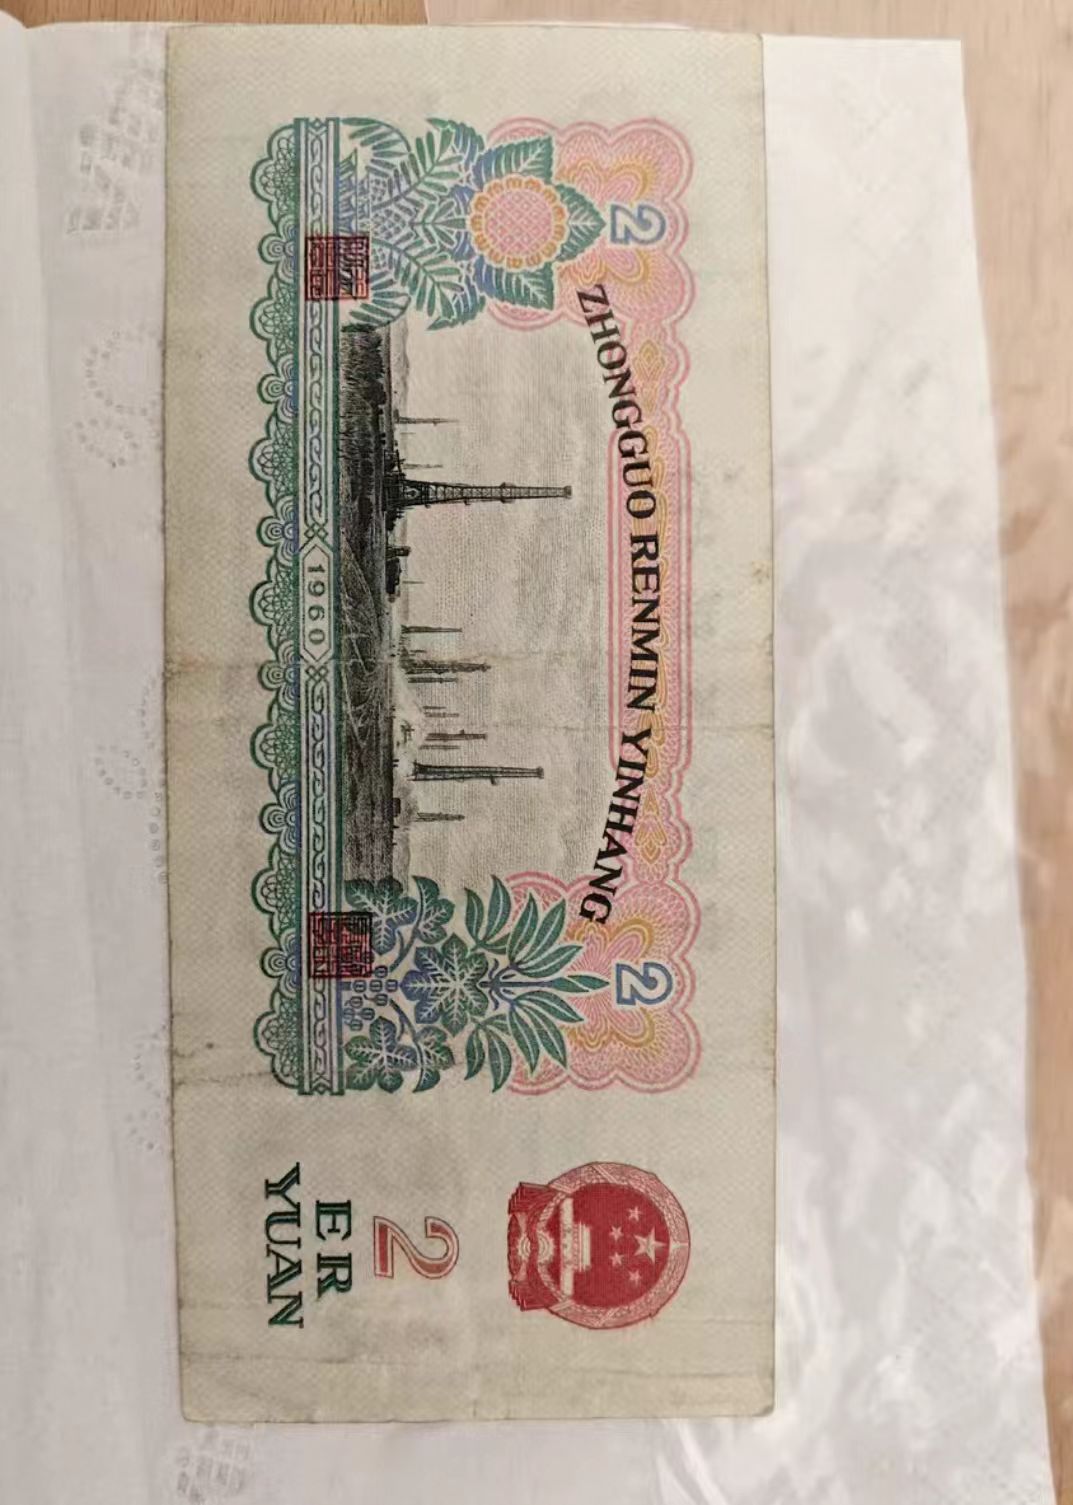 2
2
ZHONGGUO RENMIN YINHANG
1960
2
ER
YUAN